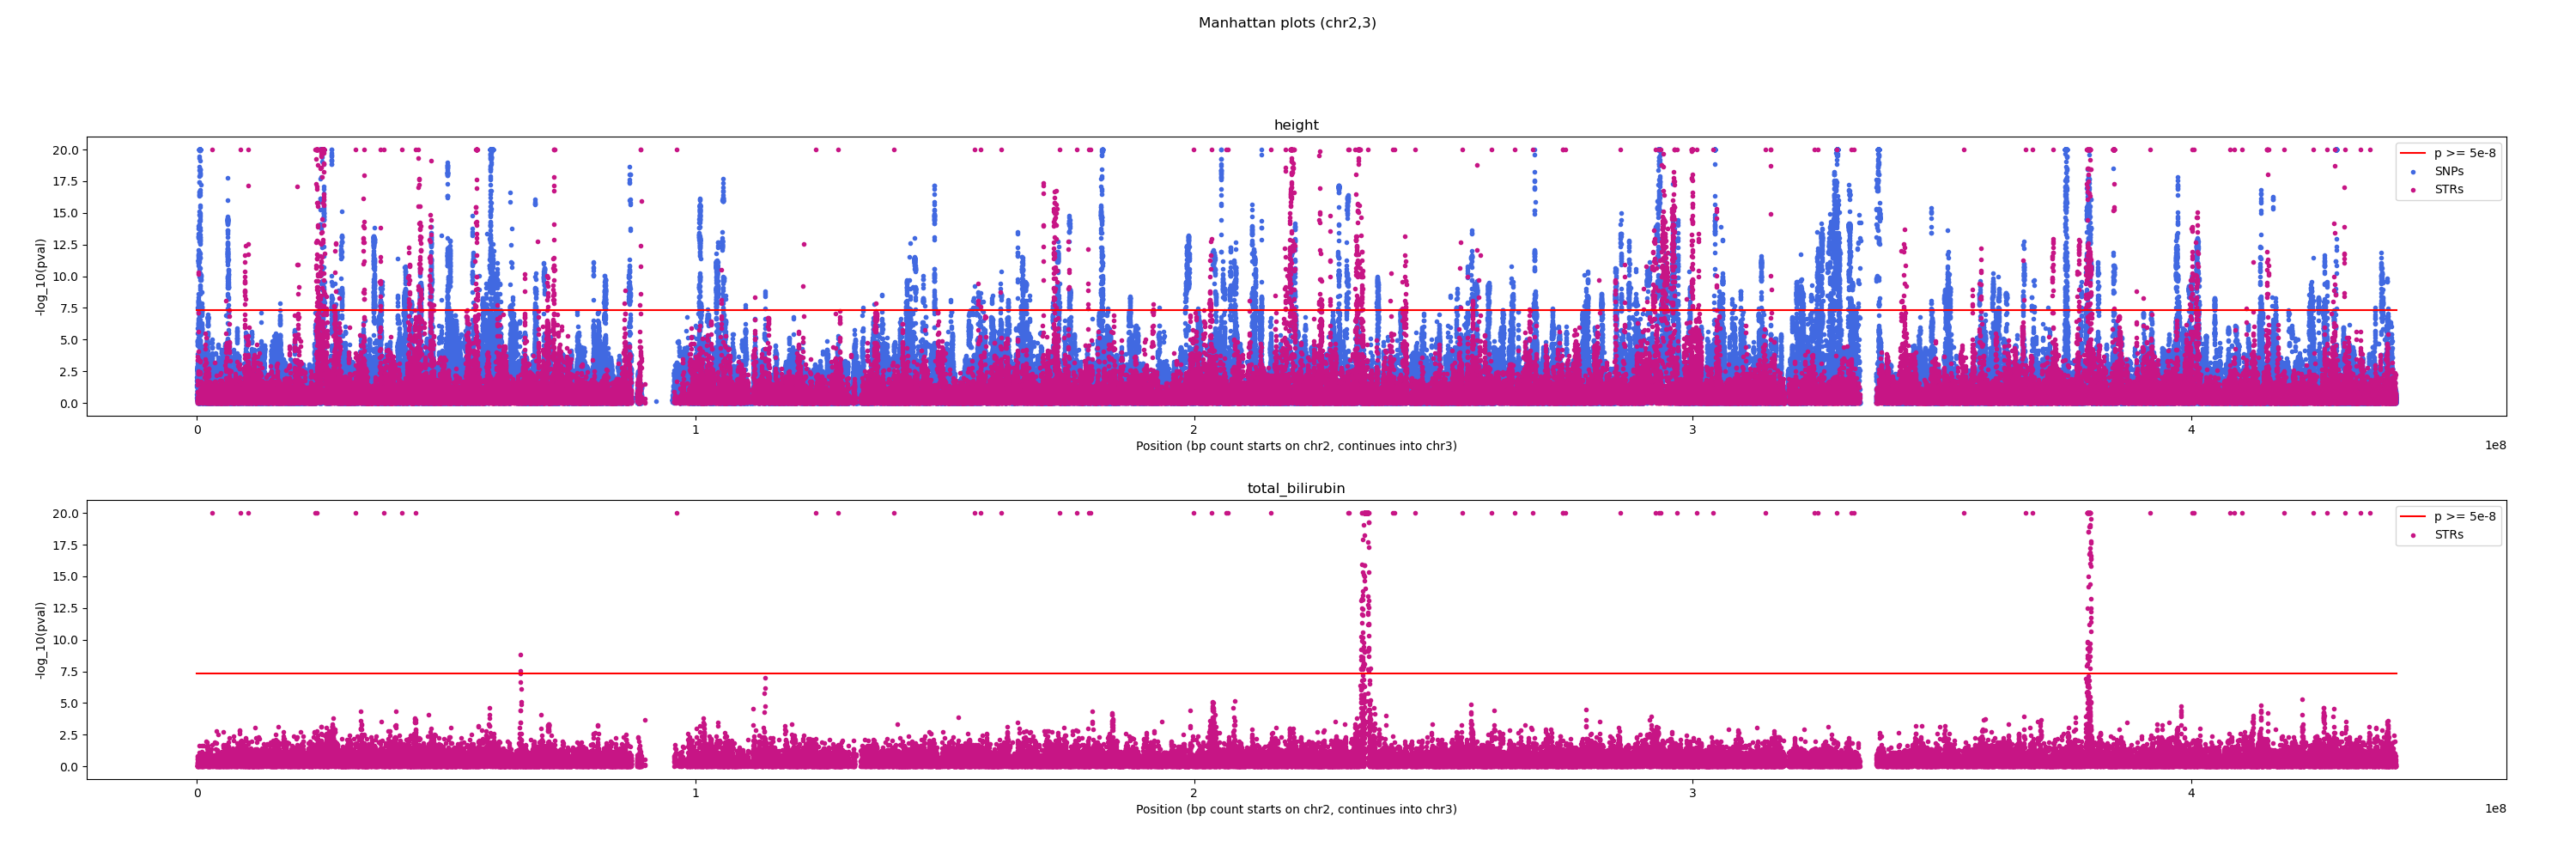 Manhattan plots (chr2,3)
height
20.0
17.5
15.0
12.5
10.0
7.5
5.0
2.5
0.0
-log_10(pval)
p >= 5e-8
SNPs
STRs
0 1 2 3 4
1e8
Position (bp count starts on chr2, continues into chr3)
total_bilirubin
20.0
17.5
15.0
12.5
10.0
7.5
5.0
2.5
0.0
-log_10(pval)
p >= 5e-8
STRs
0 1 2 3 4
1e8
Position (bp count starts on chr2, continues into chr3)